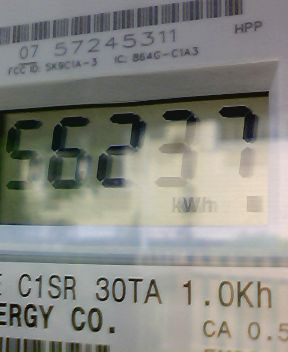 07 57245311
HPP
FCC ID: SK9C1A-3 IC: 864G-C1A3
56237
kWh
C1SR 30TA 1.0Kh
ERGY CO.
CA 0.5